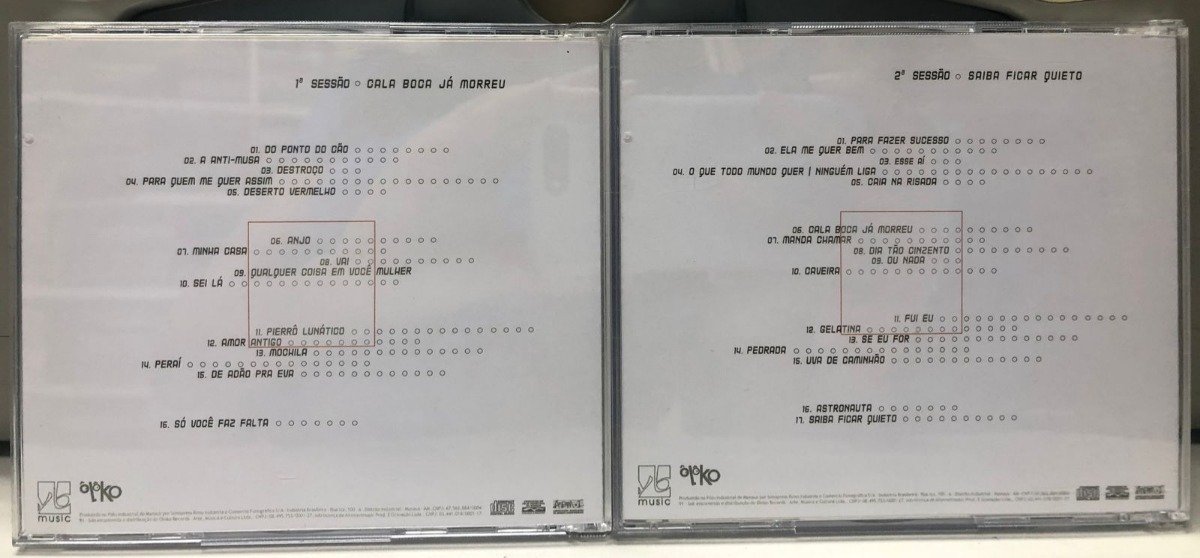 1ª SESSÃO ○ CALA BOCA JÁ MORREU
01. DO PONTO DO CÃO
02. A ANTI-MUSA
03. DESTROÇO
04. PARA QUEM ME QUER ASSIM
05. DESERTO VERMELHO
06. ANJO
07. MINHA CASA
08. VAI
09. QUALQUER COISA EM VOCÊ MULHER
10. SEI LÁ
11. PIERRÔ LUNÁTICO
12. AMOR ANTIGO
13. MOCHILA
14. PERAÍ
15. DE ADÃO PRA EVA
16. SÓ VOCÊ FAZ FALTA
YB music
ôlôko
2ª SESSÃO ○ SAIBA FICAR QUIETO
01. PARA FAZER SUCESSO
02. ELA ME QUER BEM
03. ESSE AÍ
04. O QUE TODO MUNDO QUER | NINGUÉM LIGA
05. CAIA NA RISADA
06. CALA BOCA JÁ MORREU
07. MANDA CHAMAR
08. DIA TÃO CINZENTO
09. OU NADA
10. CAVEIRA
11. FUI EU
12. GELATINA
13. SE EU FOR
14. PEDRADA
15. UVA DE CAMINHÃO
16. ASTRONAUTA
17. SAIBA FICAR QUIETO
YB music
ôlôko